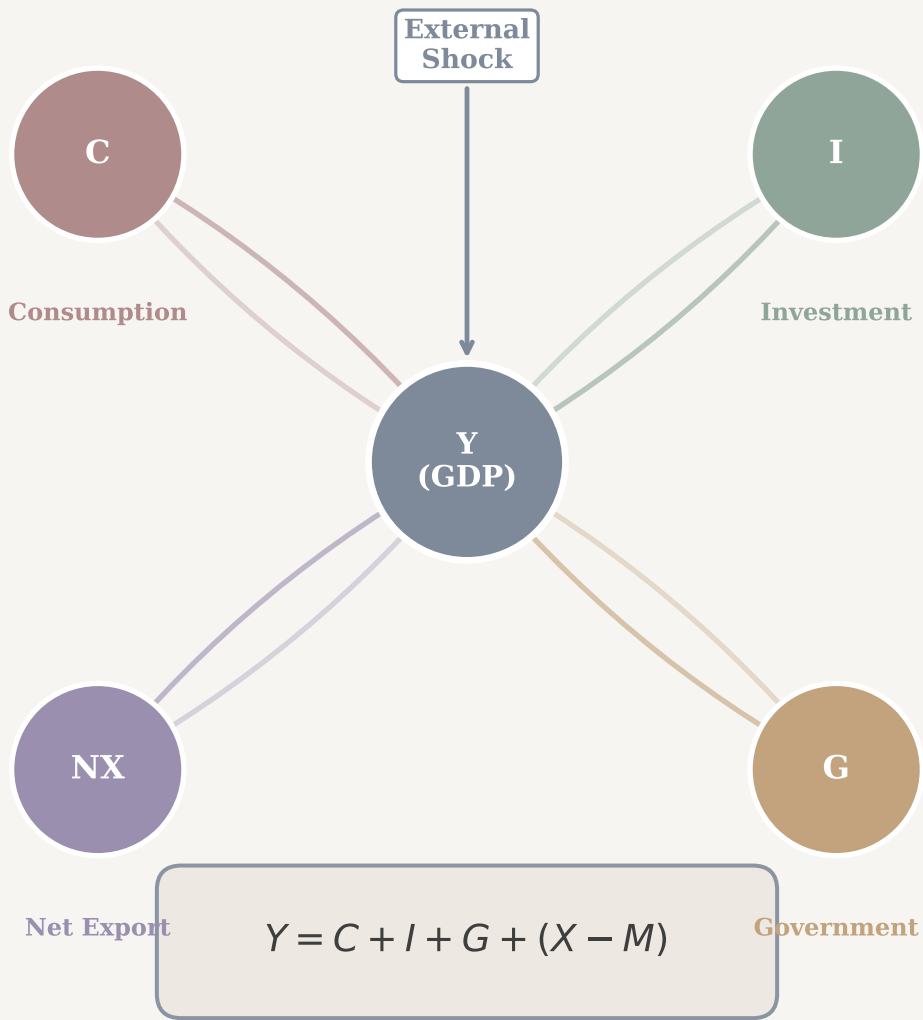 External
Shock
C
I
Consumption
Investment
Y
(GDP)
NX
G
Net Export
Y = C + I + G + (X − M)
Government